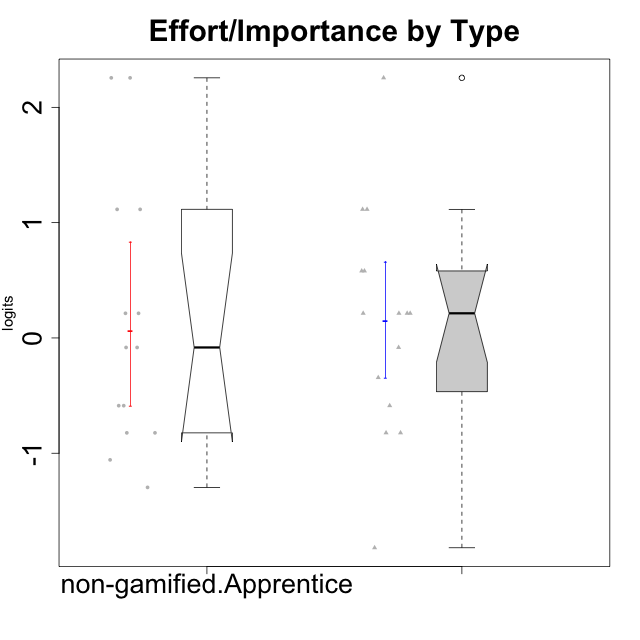 Effort/Importance by Type
2
1
0
-1
logits
non-gamified.Apprentice